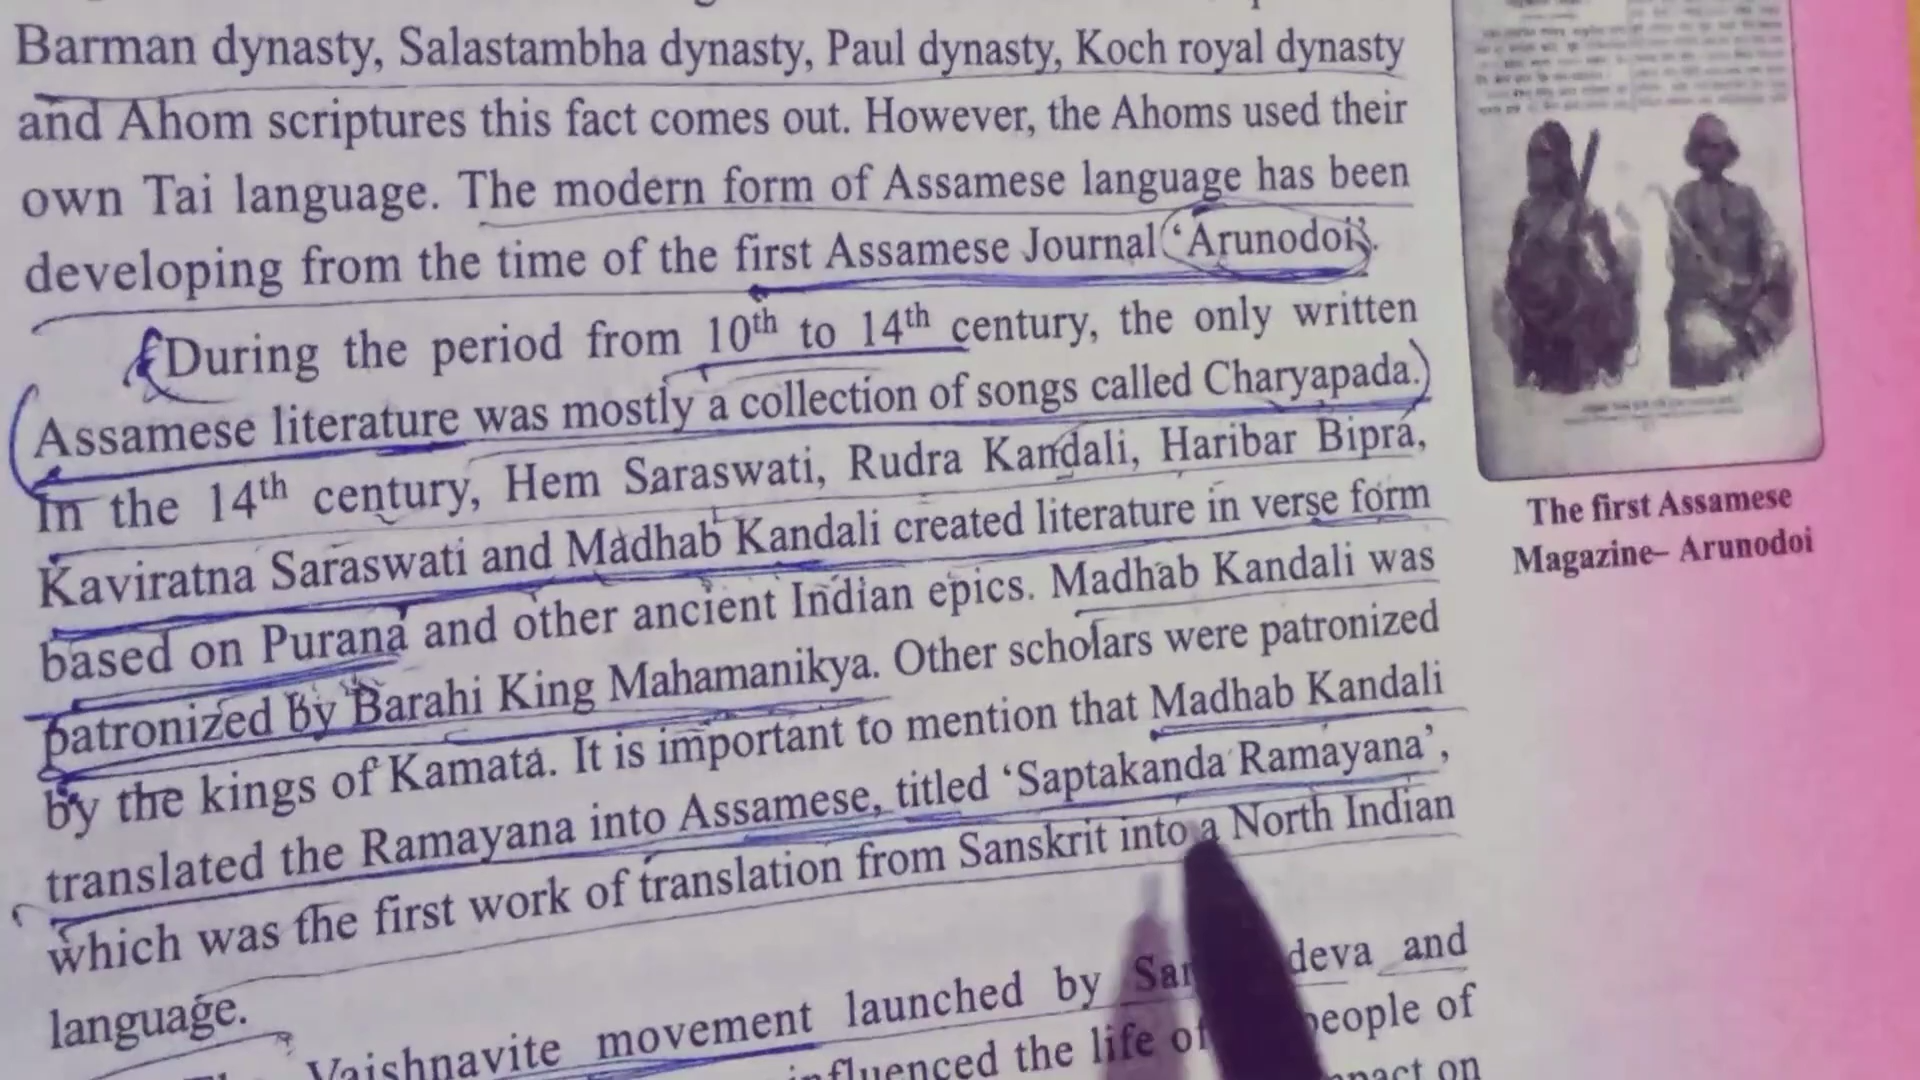 Barman dynasty, Salastambha dynasty, Paul dynasty, Koch royal dynasty
and Ahom scriptures this fact comes out. However, the Ahoms used their
own Tai language. The modern form of Assamese language has been
developing from the time of the first Assamese Journal 'Arunodoi'.
During the period from 10th to 14th century, the only written
Assamese literature was mostly a collection of songs called Charyapada.
In the 14th century, Hem Saraswati, Rudra Kandali, Haribar Bipra,
Kaviratna Saraswati and Madhab Kandali created literature in verse form
based on Purana and other ancient Indian epics. Madhab Kandali was
patronized by Barahi King Mahamanikya. Other scholars were patronized
by the kings of Kamata. It is important to mention that Madhab Kandali
translated the Ramayana into Assamese, titled 'Saptakanda Ramayana',
which was the first work of translation from Sanskrit into a North Indian
language.
Vaishnavite movement launched by deva and
the life of people of
on
The first Assamese
Magazine– Arunodoi